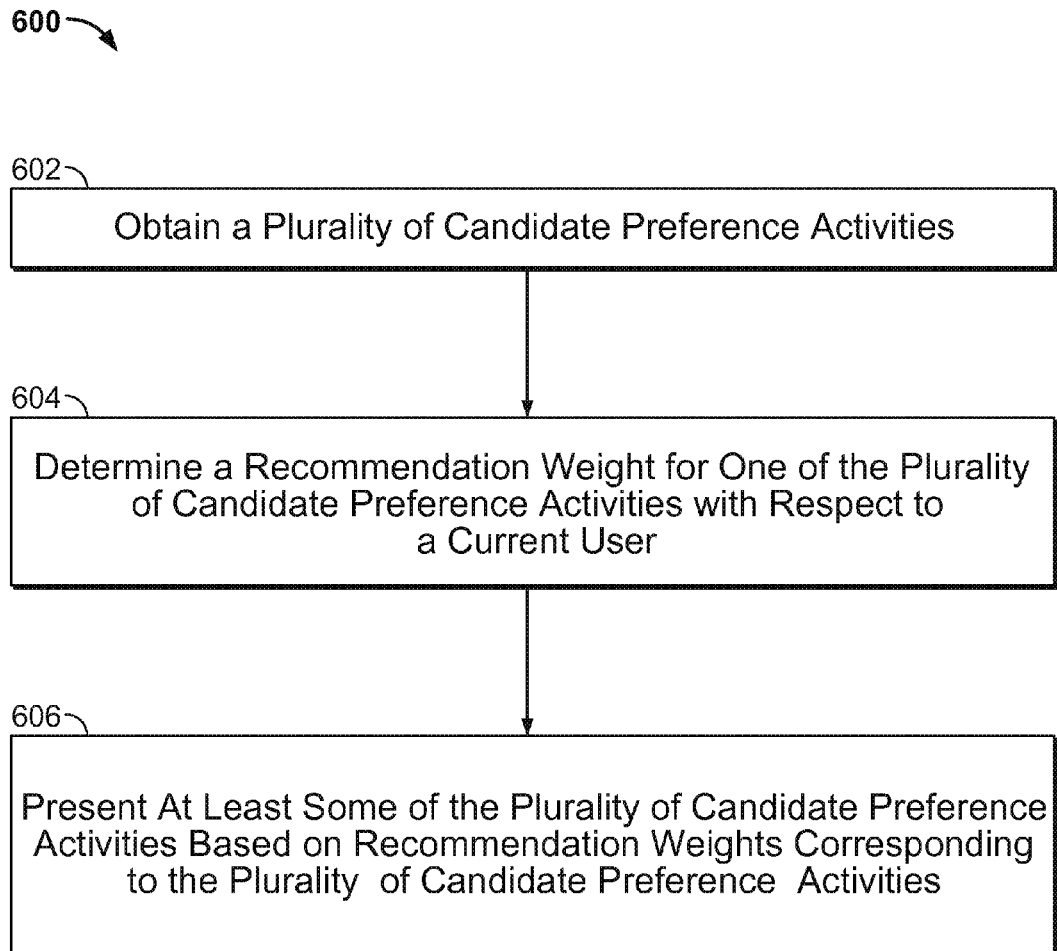 600
602
Obtain a Plurality of Candidate Preference Activities
604
Determine a Recommendation Weight for One of the Plurality
of Candidate Preference Activities with Respect to
a Current User
606
Present At Least Some of the Plurality of Candidate Preference
Activities Based on Recommendation Weights Corresponding
to the Plurality of Candidate Preference Activities